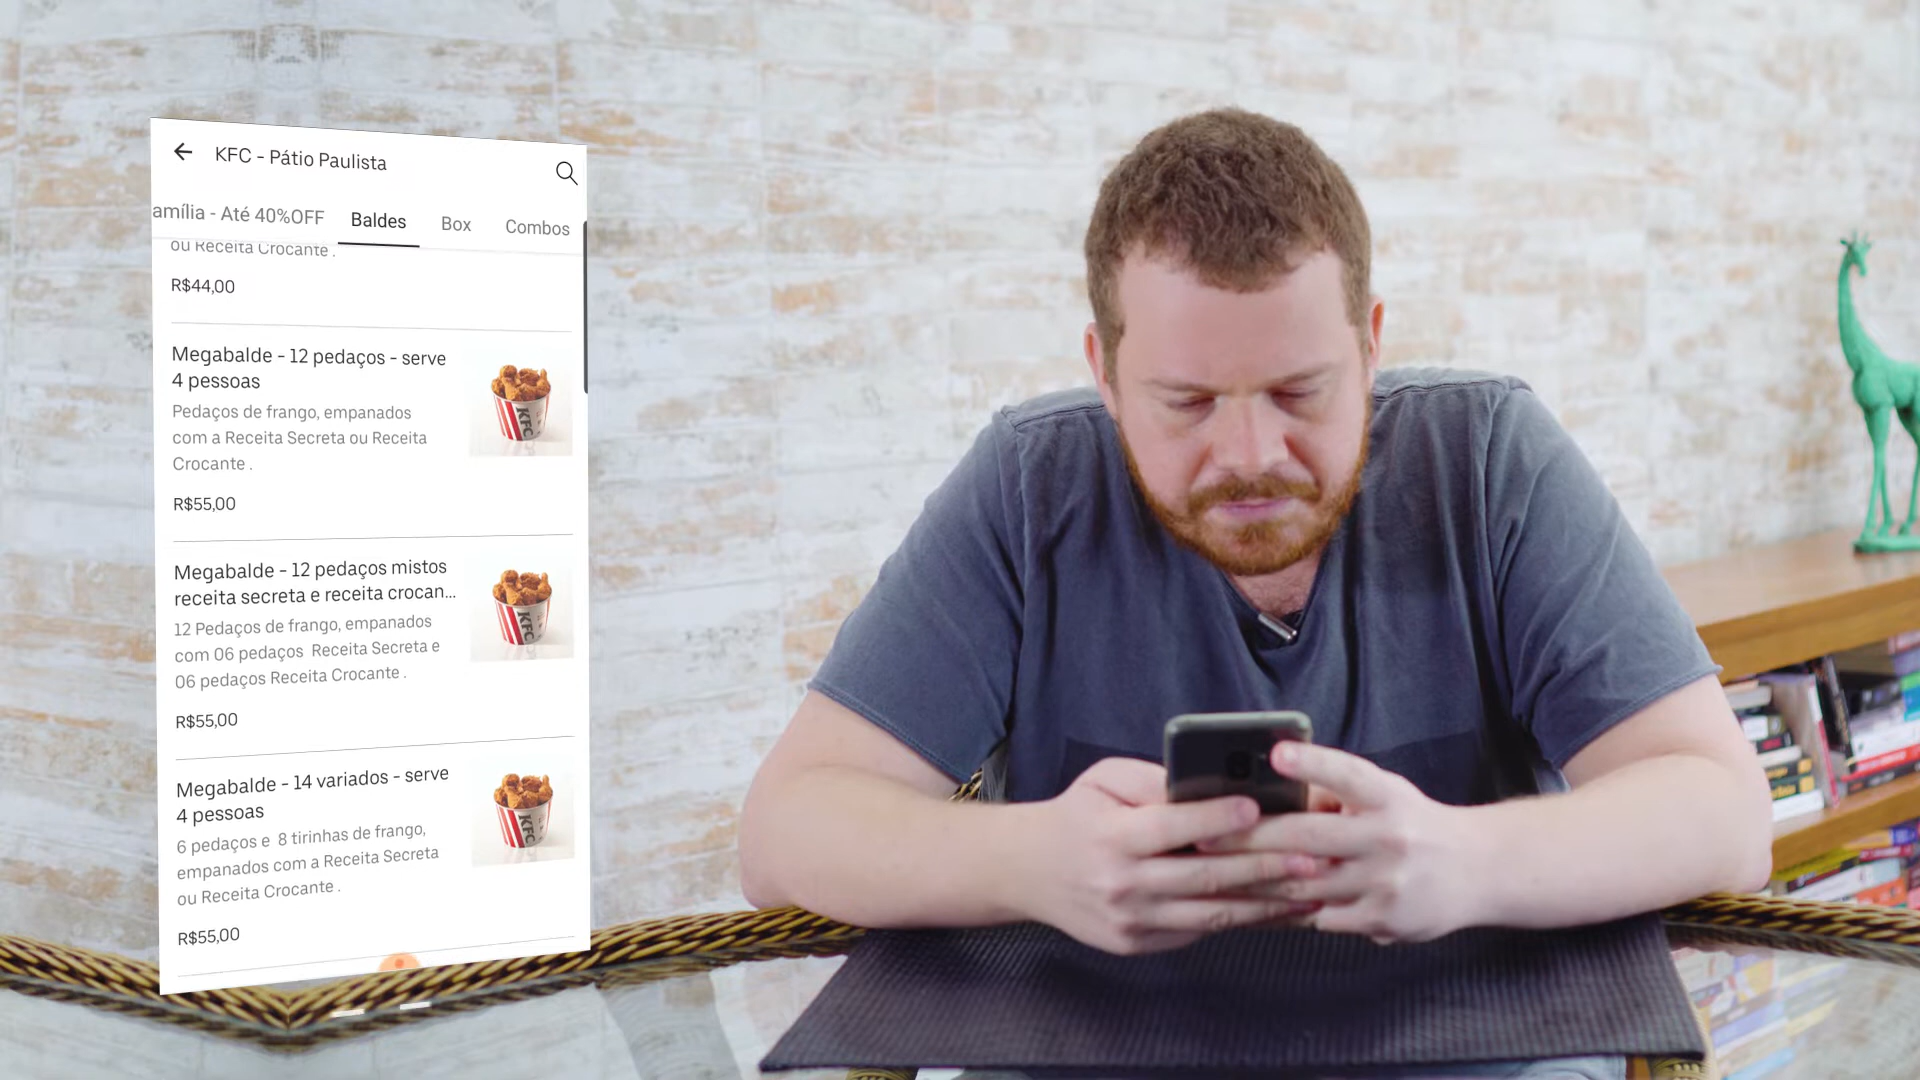 KFC - Pátio Paulista
amília - Até 40%OFF
Baldes
Box
Combos
ou Receita Crocante .
R$44,00
Megabalde - 12 pedaços - serve
4 pessoas
Pedaços de frango, empanados
com a Receita Secreta ou Receita
Crocante .
R$55,00
KFC
Megabalde - 12 pedaços mistos
receita secreta e receita crocan...
12 Pedaços de frango, empanados
com 06 pedaços Receita Secreta e
06 pedaços Receita Crocante .
R$55,00
KFC
Megabalde - 14 variados - serve
4 pessoas
6 pedaços e 8 tirinhas de frango,
empanados com a Receita Secreta
ou Receita Crocante .
R$55,00
KFC